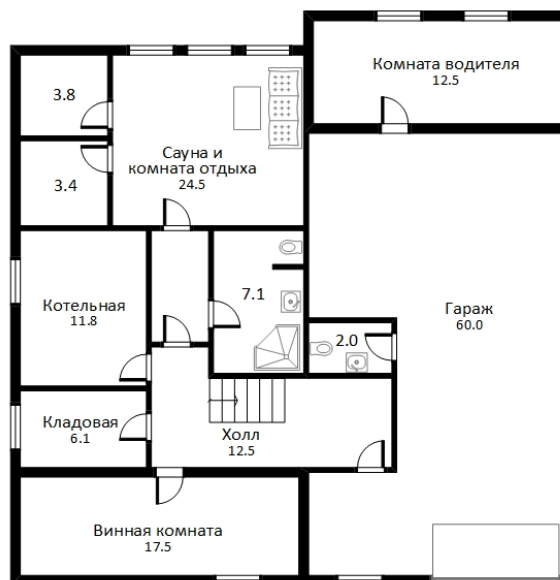 Комната водителя
12.5
3.8
Сауна и
комната отдыха
24.5
3.4
Котельная
11.8
7.1
Гараж
60.0
2.0
Кладовая
6.1
Холл
12.5
Винная комната
17.5